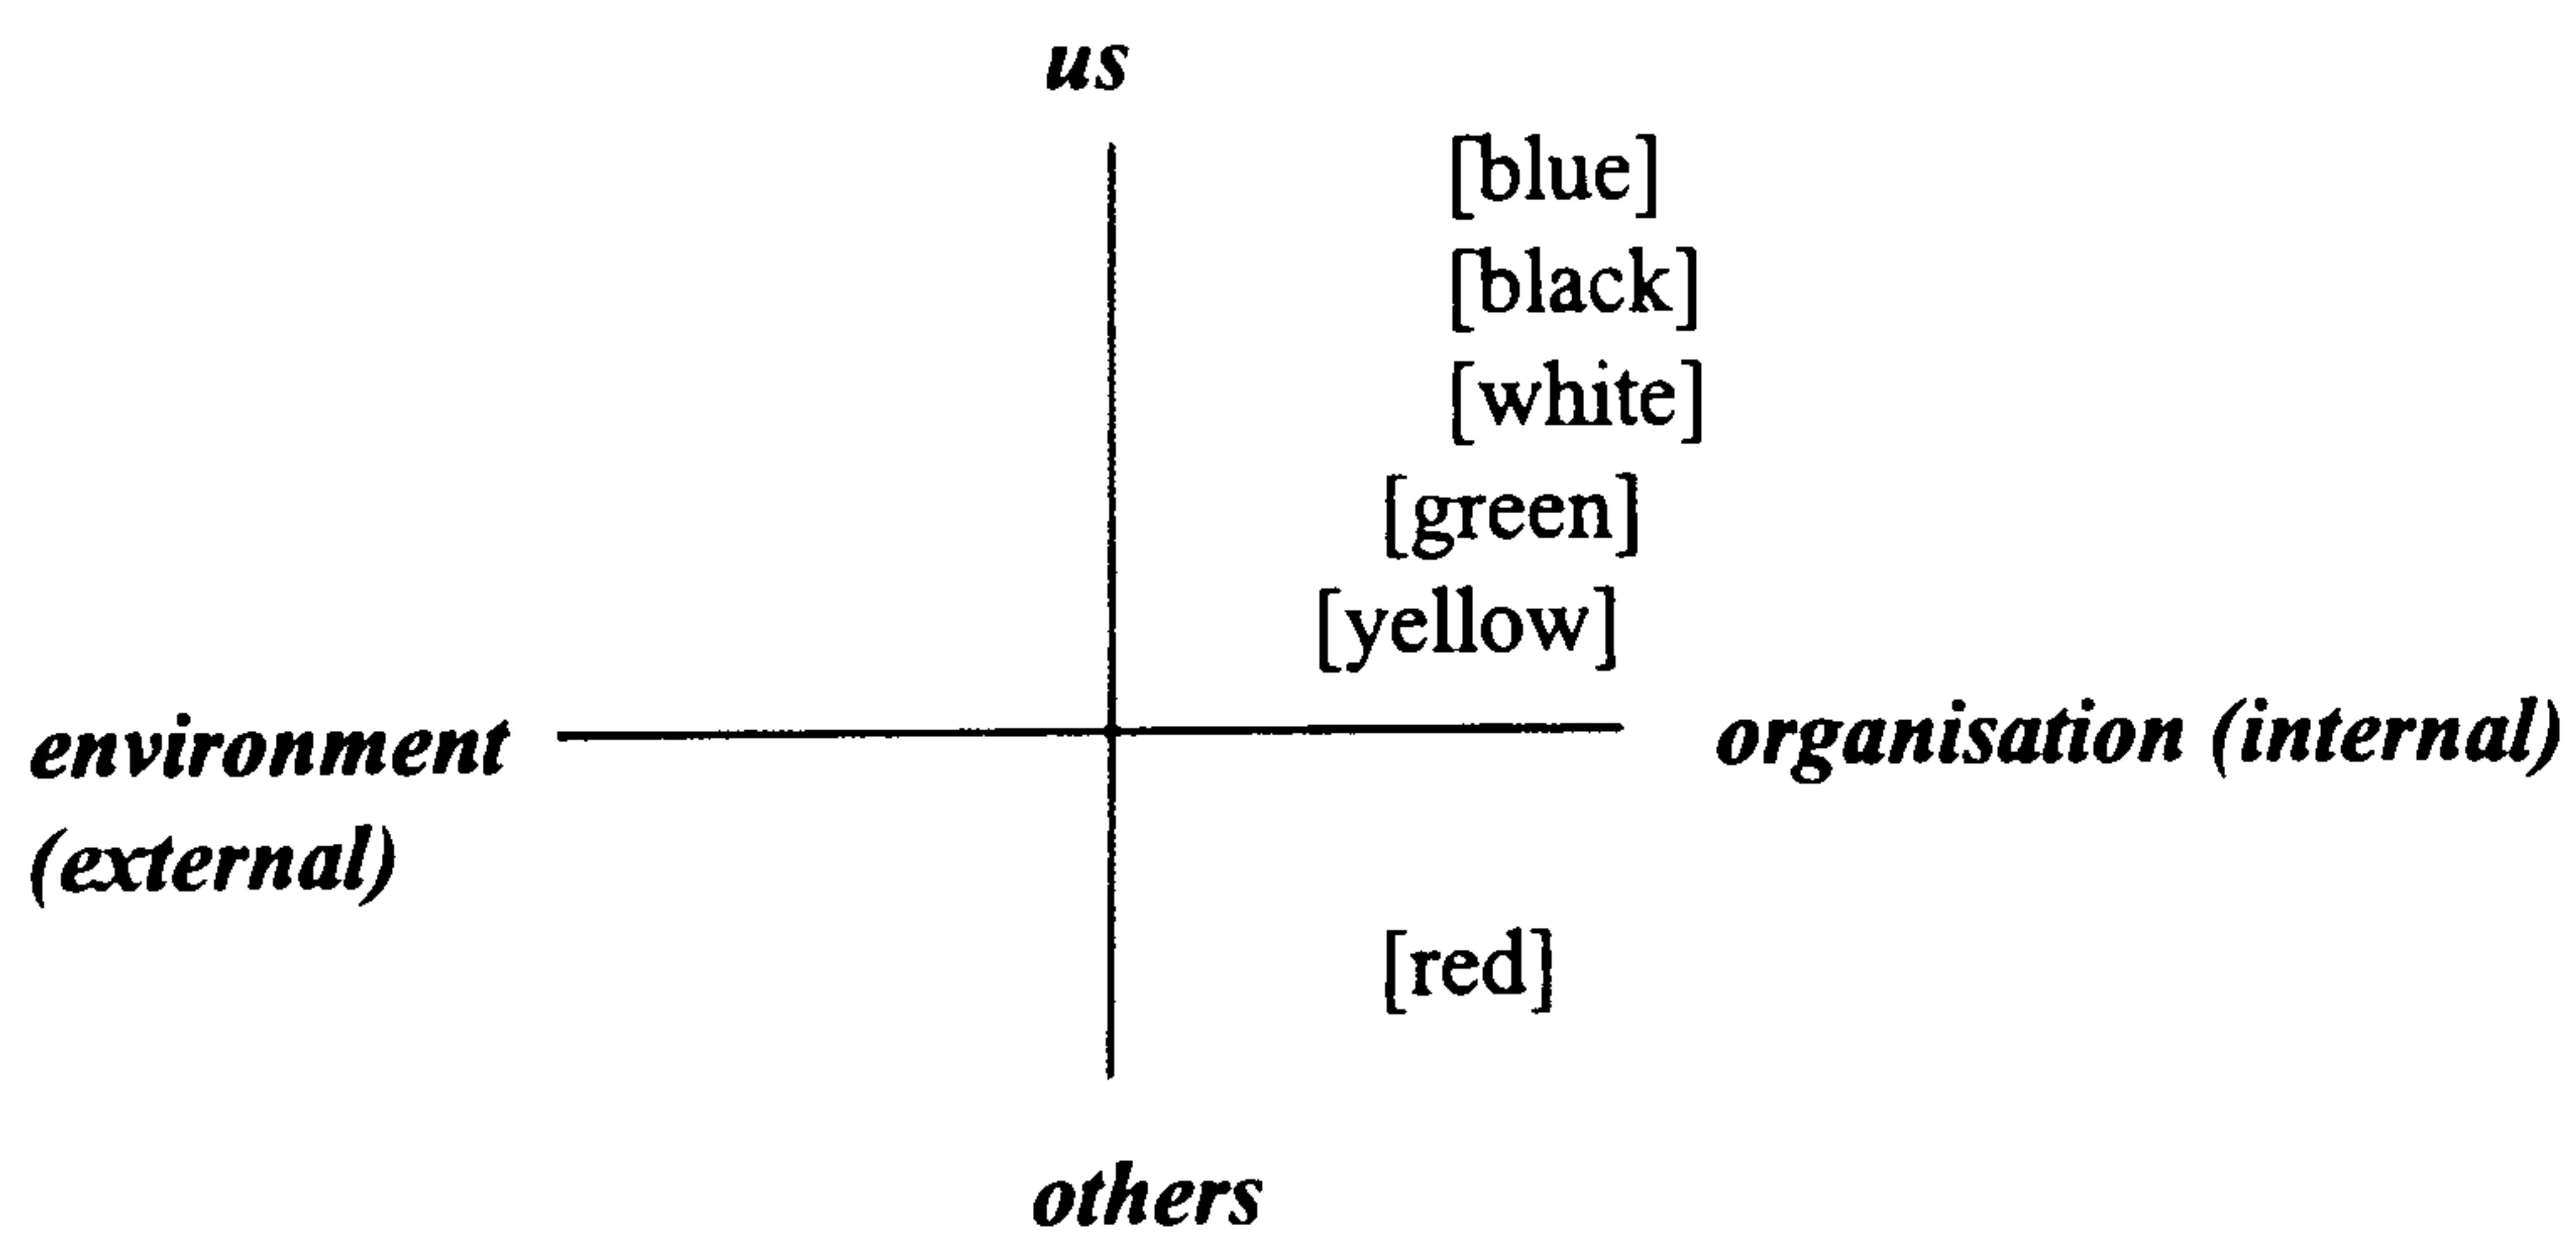 us
[blue]
[black]
[white]
[green]
[yellow]
environment
(external)
organisation (internal)
[red]
others